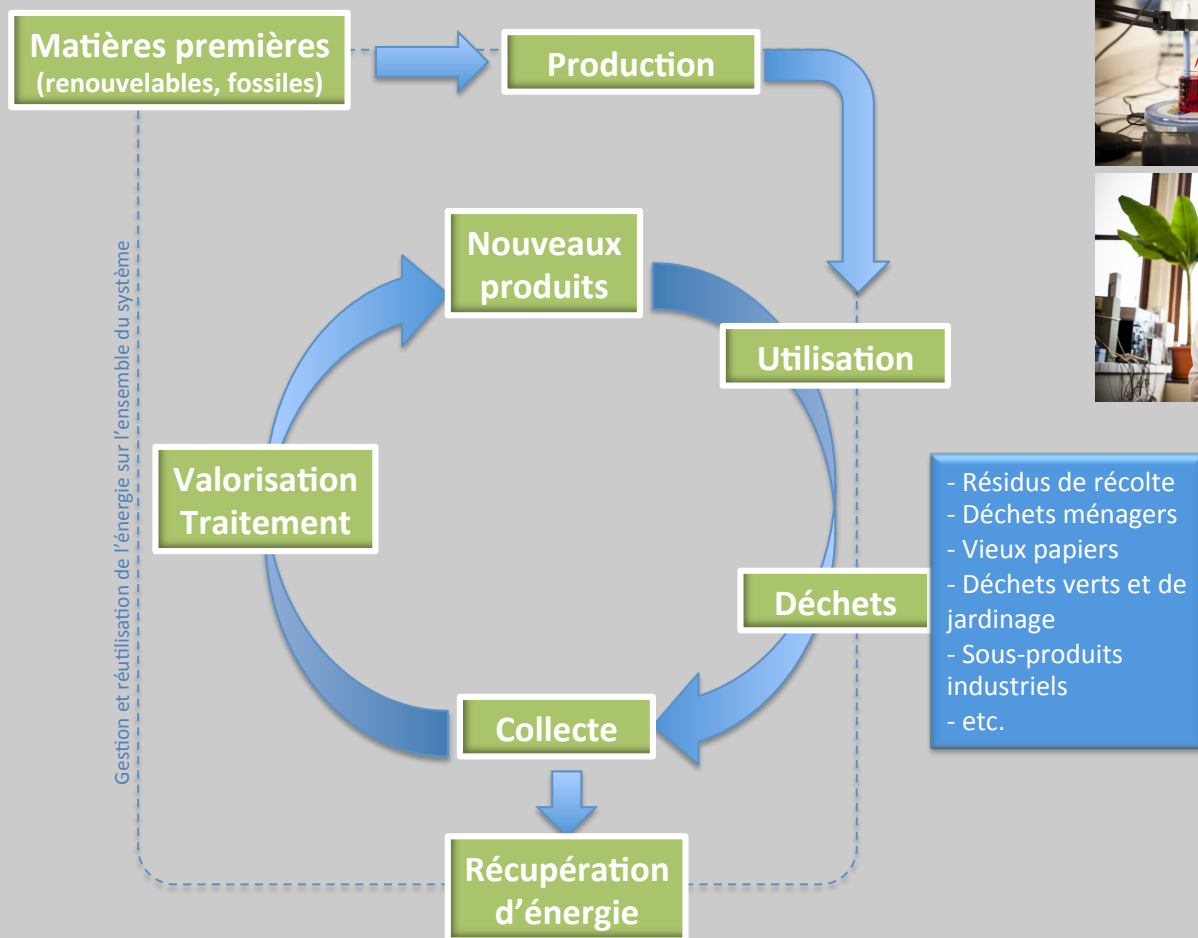 Matières premières
(renouvelables, fossiles)
Production
Nouveaux
produits
Utilisation
Gestion et réutilisation de l'énergie sur l'ensemble du système
Valorisation
Traitement
- Résidus de récolte
- Déchets ménagers
- Vieux papiers
- Déchets verts et de
jardinage
- Sous-produits
industriels
- etc.
Déchets
Collecte
Récupération
d'énergie